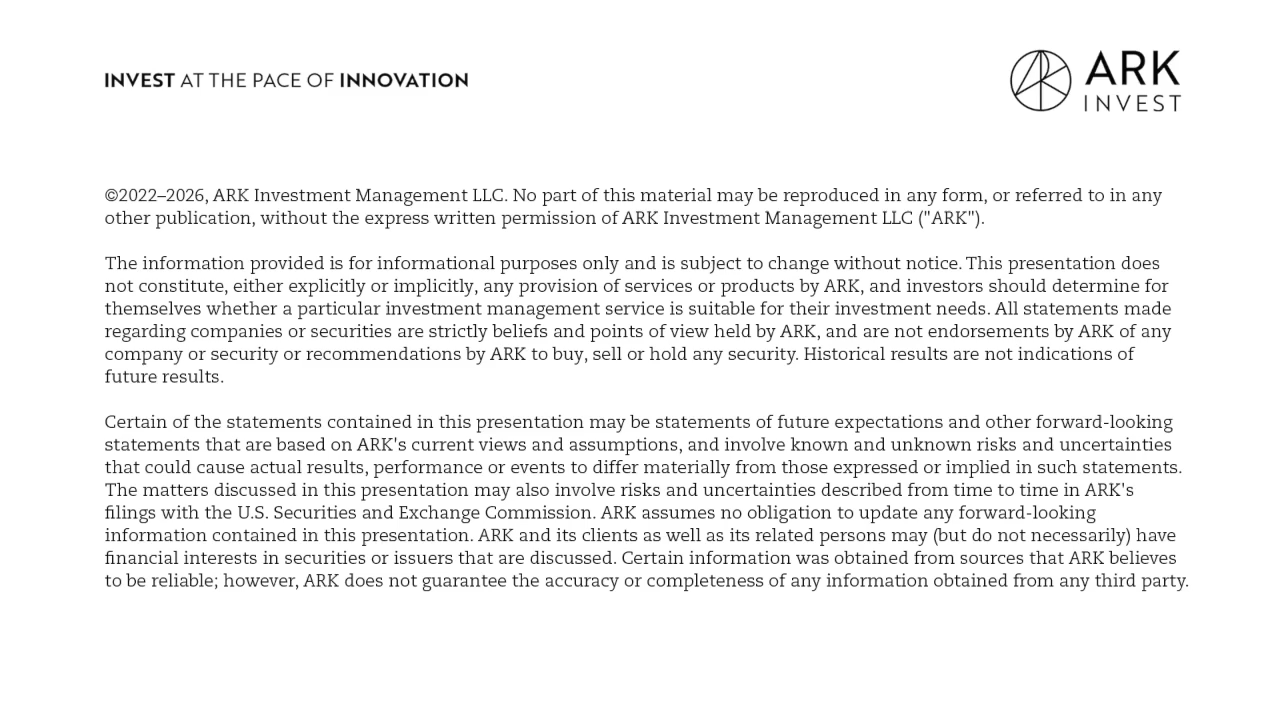 INVEST AT THE PACE OF INNOVATION
ARK
INVEST
©2022–2026, ARK Investment Management LLC. No part of this material may be reproduced in any form, or referred to in any
other publication, without the express written permission of ARK Investment Management LLC ("ARK").
The information provided is for informational purposes only and is subject to change without notice. This presentation does
not constitute, either explicitly or implicitly, any provision of services or products by ARK, and investors should determine for
themselves whether a particular investment management service is suitable for their investment needs. All statements made
regarding companies or securities are strictly beliefs and points of view held by ARK, and are not endorsements by ARK of any
company or security or recommendations by ARK to buy, sell or hold any security. Historical results are not indications of
future results.
Certain of the statements contained in this presentation may be statements of future expectations and other forward-looking
statements that are based on ARK's current views and assumptions, and involve known and unknown risks and uncertainties
that could cause actual results, performance or events to differ materially from those expressed or implied in such statements.
The matters discussed in this presentation may also involve risks and uncertainties described from time to time in ARK's
filings with the U.S. Securities and Exchange Commission. ARK assumes no obligation to update any forward-looking
information contained in this presentation. ARK and its clients as well as its related persons may (but do not necessarily) have
financial interests in securities or issuers that are discussed. Certain information was obtained from sources that ARK believes
to be reliable; however, ARK does not guarantee the accuracy or completeness of any information obtained from any third party.